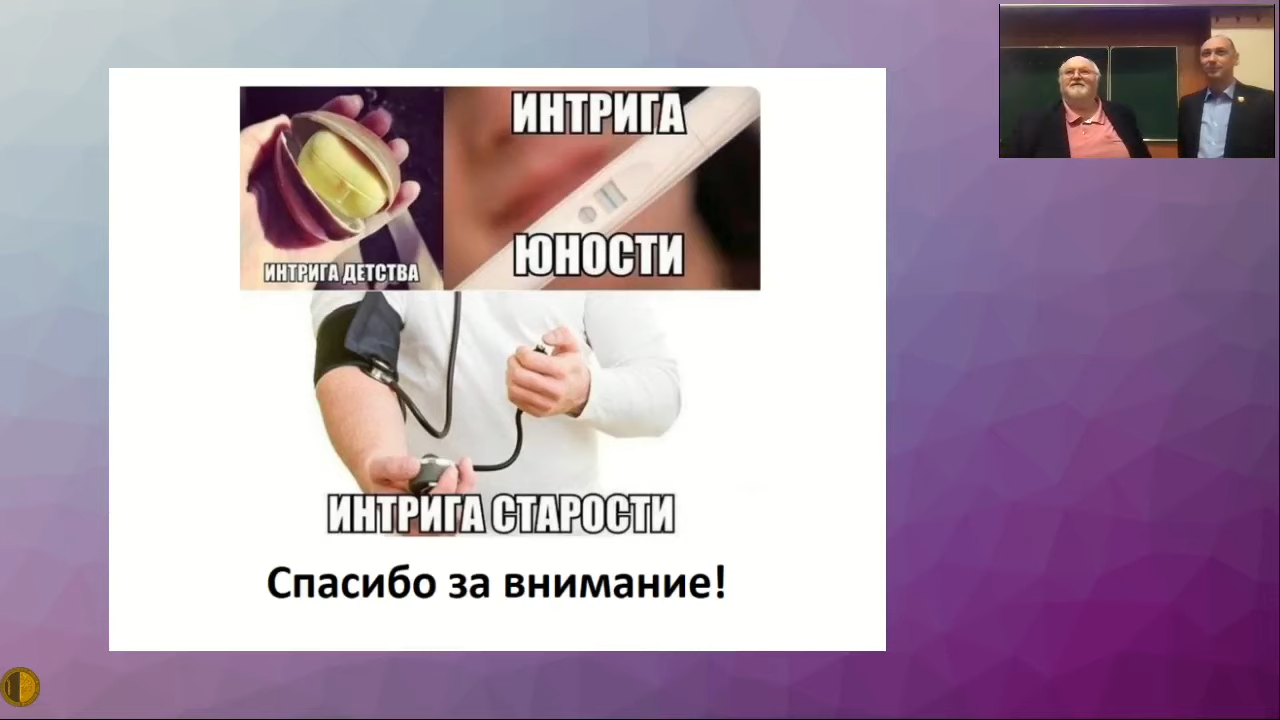 ИНТРИГА ДЕТСТВА
ИНТРИГА
ЮНОСТИ
ИНТРИГА СТАРОСТИ
Спасибо за внимание!